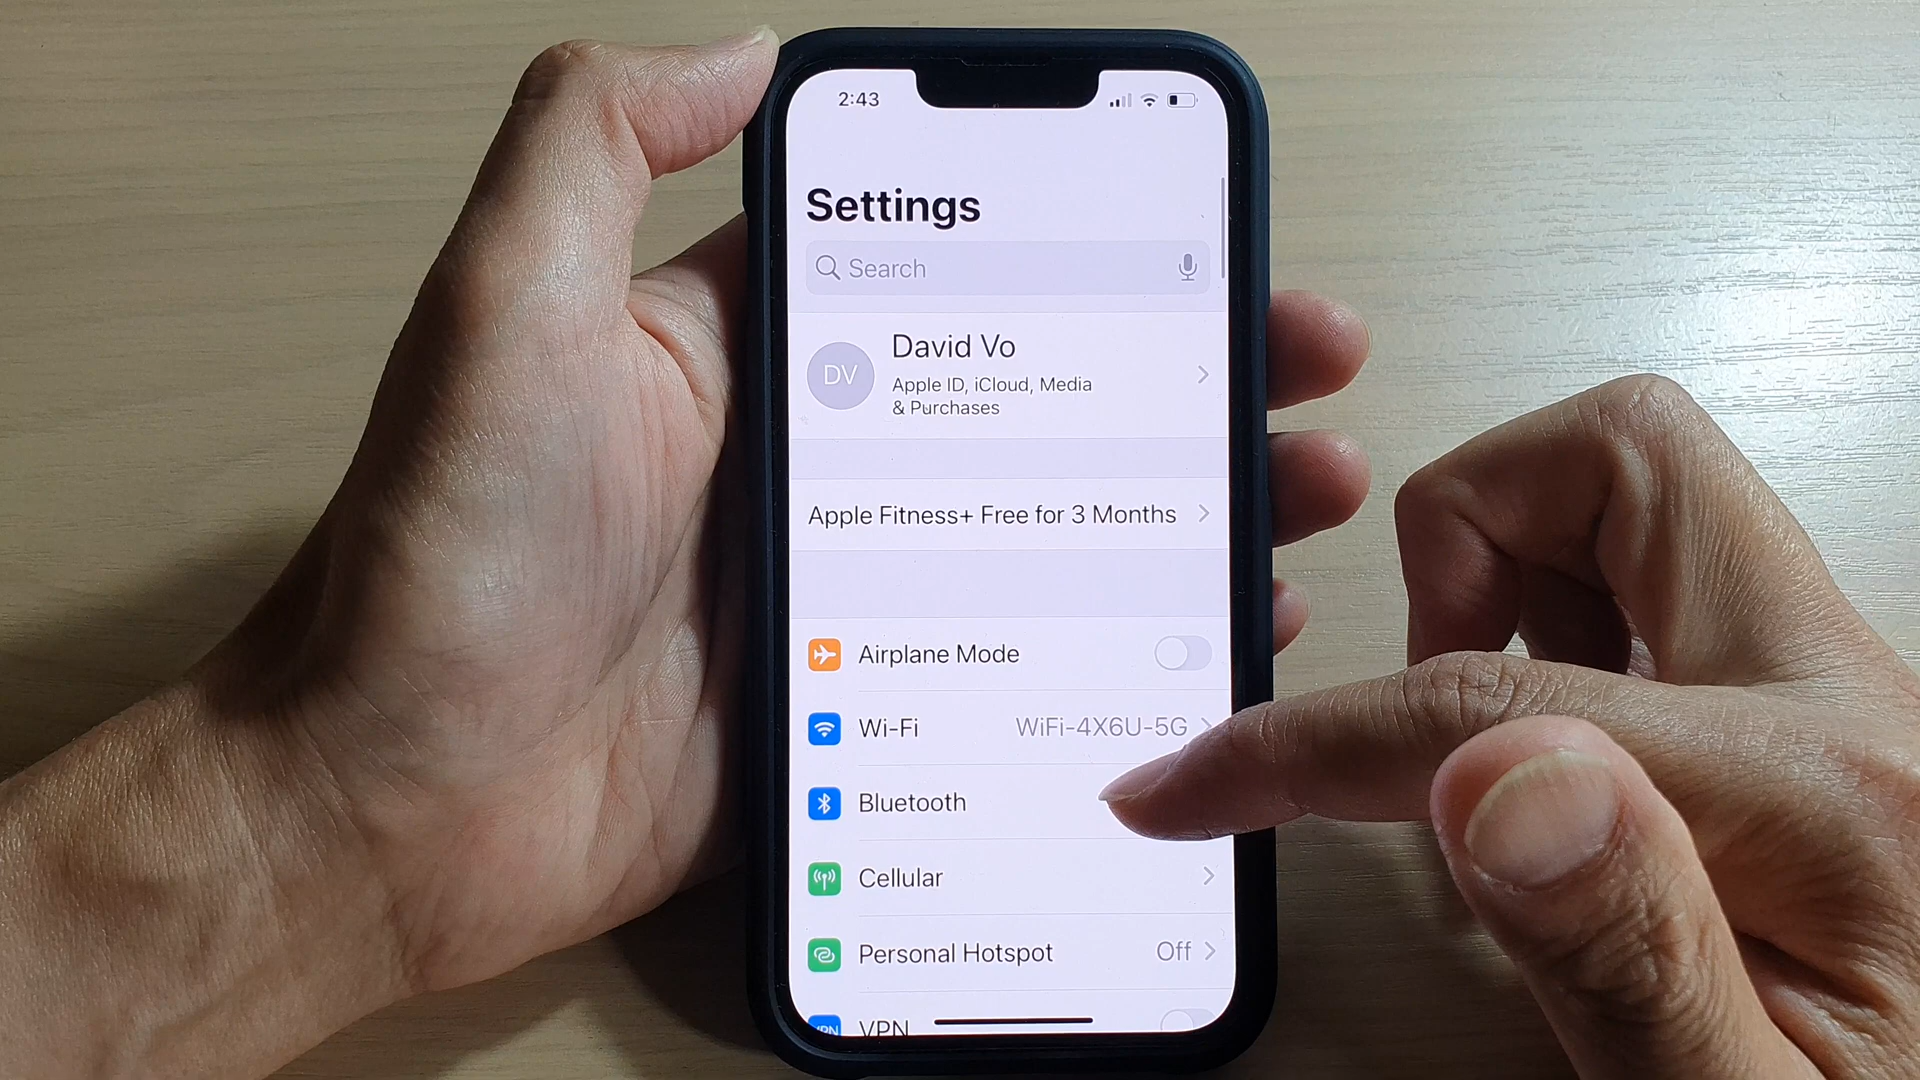 2:43
Settings
Search
DV
David Vo
Apple ID, iCloud, Media
& Purchases
Apple Fitness+ Free for 3 Months
Airplane Mode
Wi-Fi WiFi-4X6U-5G
Bluetooth
Cellular
Personal Hotspot Off
VPN VPN